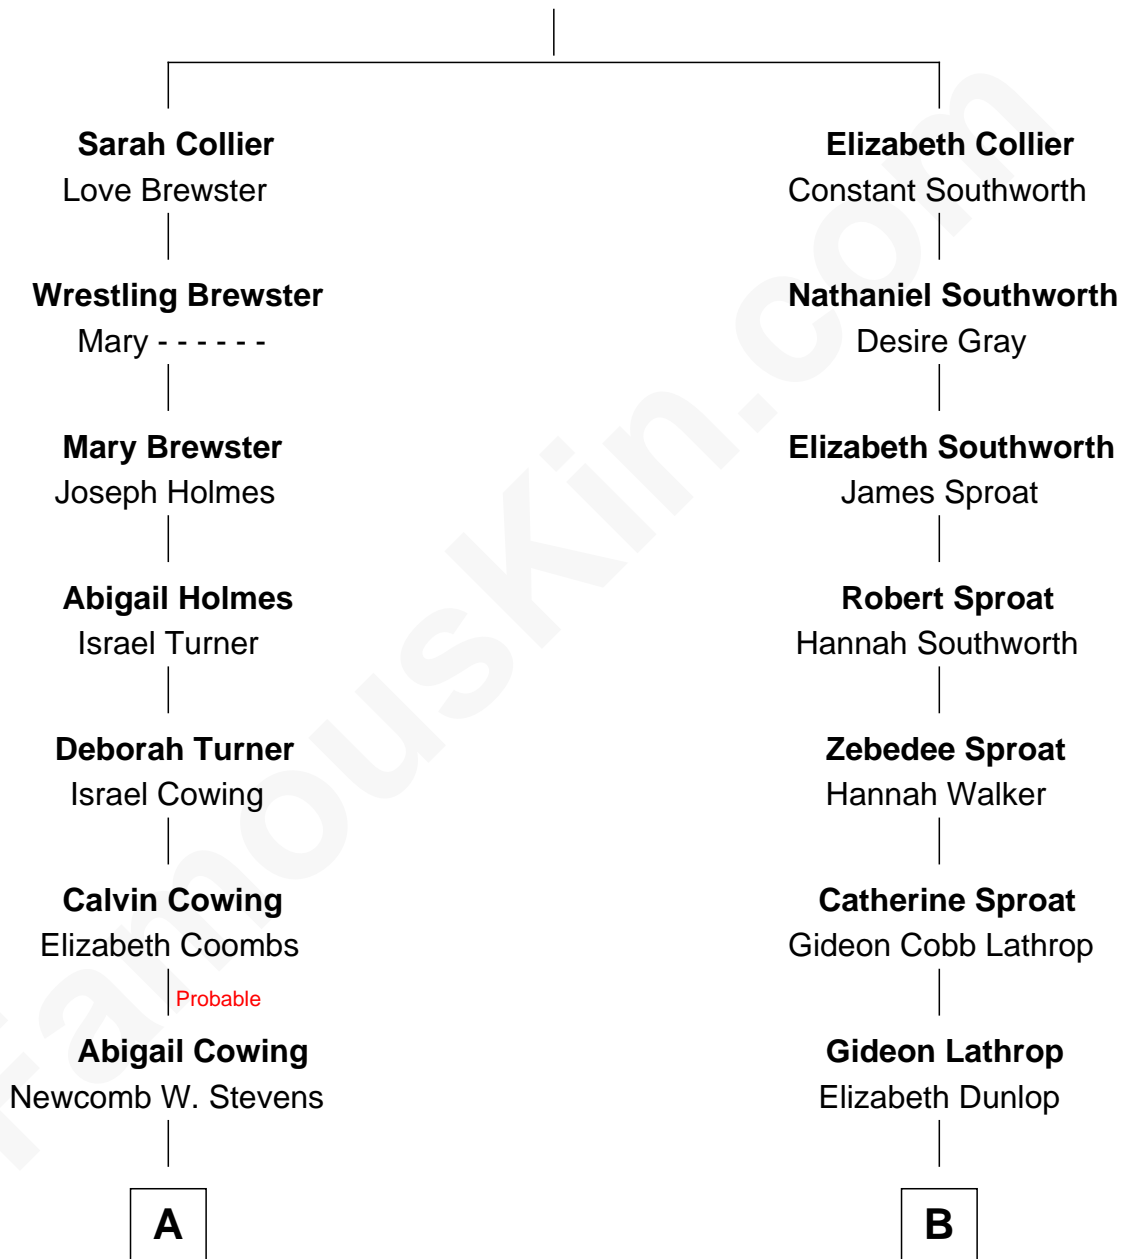 Sarah Collier
Love Brewster
Wrestling Brewster
Mary - - - - - -
Mary Brewster
Joseph Holmes
Abigail Holmes
Israel Turner
Deborah Turner
Israel Cowing
Calvin Cowing
Elizabeth Coombs
Probable
Abigail Cowing
Newcomb W. Stevens
A
Elizabeth Collier
Constant Southworth
Nathaniel Southworth
Desire Gray
Elizabeth Southworth
James Sproat
Robert Sproat
Hannah Southworth
Zebedee Sproat
Hannah Walker
Catherine Sproat
Gideon Cobb Lathrop
Gideon Lathrop
Elizabeth Dunlop
B
FamousKin.com